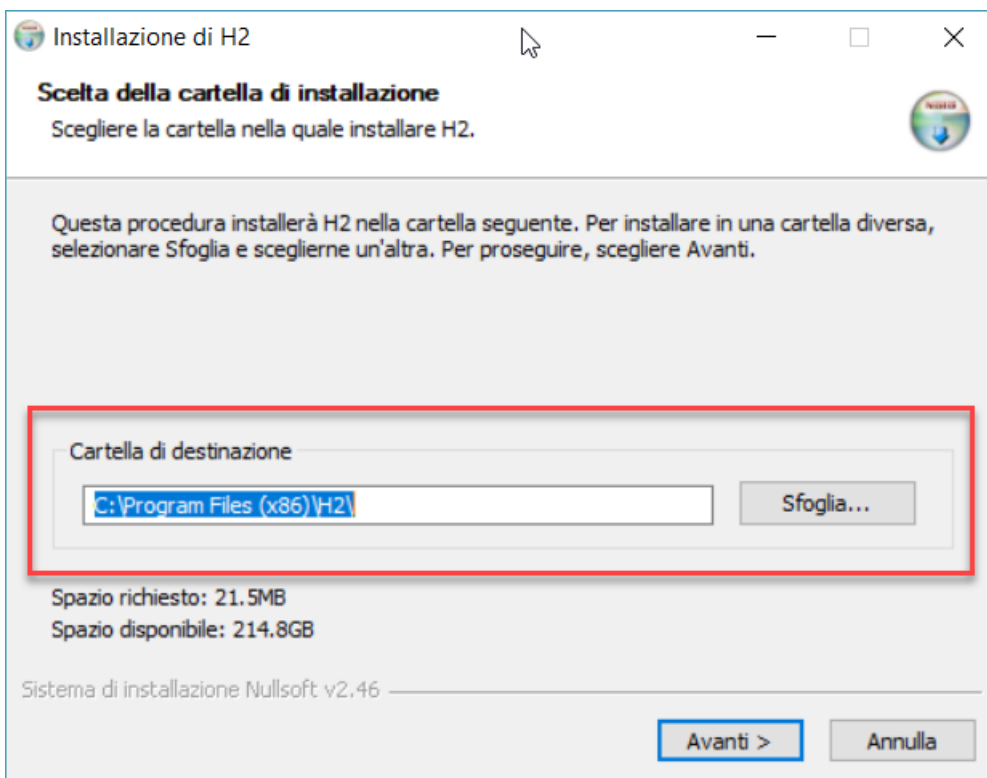 Installazione di H2
Scelta della cartella di installazione
Scegliere la cartella nella quale installare H2.
Questa procedura installerà H2 nella cartella seguente. Per installare in una cartella diversa,
selezionare Sfoglia e sceglierne un'altra. Per proseguire, scegliere Avanti.
Cartella di destinazione
C:\Program Files (x86)\H2\
Sfoglia...
Spazio richiesto: 21.5MB
Spazio disponibile: 214.8GB
Sistema di installazione Nullsoft v2.46
Avanti >
Annulla